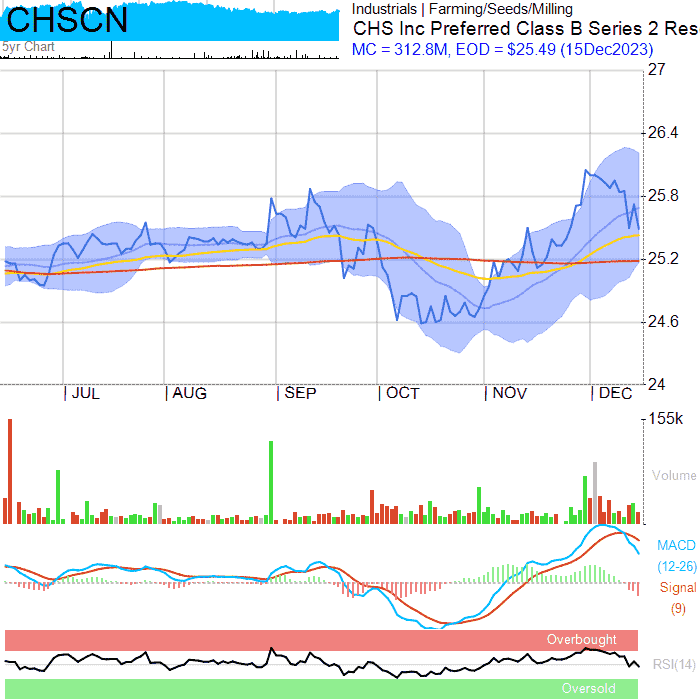 CHSCN
Industrials | Farming/Seeds/Milling
CHS Inc Preferred Class B Series 2 Res
MC = 312.8M, EOD = $25.49 (15Dec2023)
5yr Chart
27
26.4
25.8
25.2
24.6
24
JUL AUG SEP OCT NOV DEC
155k
Volume
MACD
(12-26)
Signal
(9)
Overbought
RSI(14)
Oversold